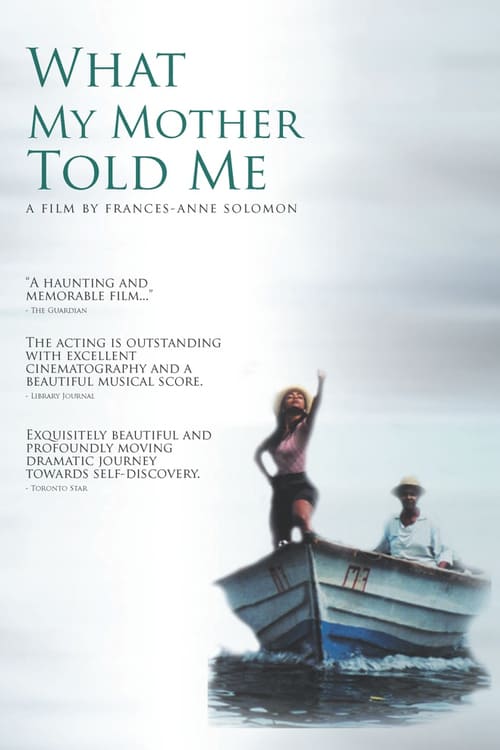 What
My Mother
Told Me
A film by Frances-Anne Solomon
"A haunting and
memorable film..."
- The Guardian
The acting is outstanding
with excellent
cinematography and a
beautiful musical score.
- Library Journal
Exquisitely beautiful and
profoundly moving
dramatic journey
towards self-discovery.
- Toronto Star